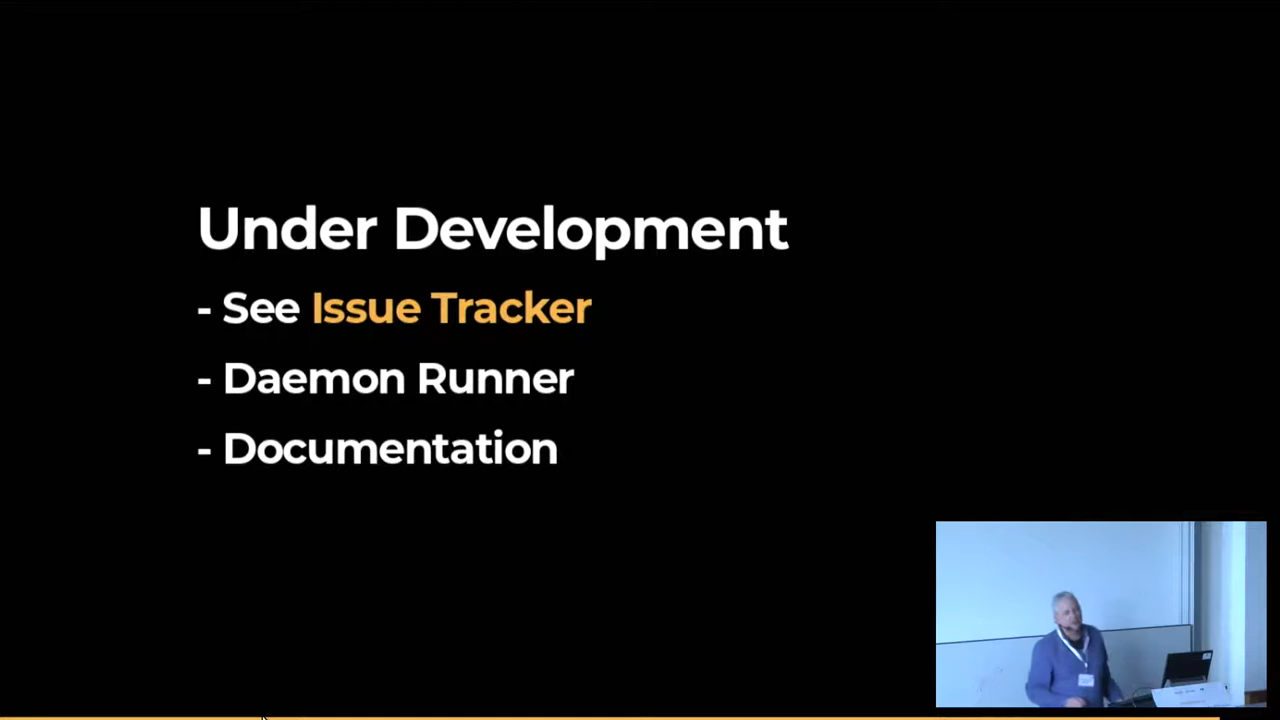 Under Development
- See Issue Tracker
- Daemon Runner
- Documentation